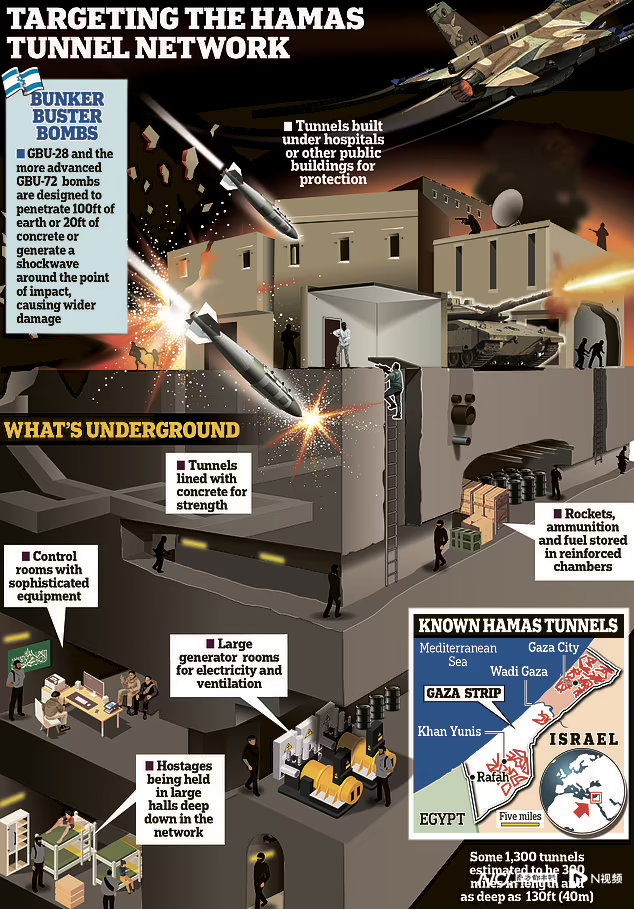 TARGETING THE HAMAS
TUNNEL NETWORK
BUNKER
BUSTER
BOMBS
■ GBU-28 and the
more advanced
GBU-72 bombs
are designed to
penetrate 100ft of
earth or 20ft of
concrete or
generate a
shockwave
around the point
of impact,
causing wider
damage
■ Tunnels built
under hospitals
or other public
buildings for
protection
041
WHAT'S UNDERGROUND
■ Tunnels
lined with
concrete for
strength
■ Rockets,
ammunition
and fuel stored
in reinforced
chambers
■ Control
rooms with
sophisticated
equipment
■ Large
generator rooms
for electricity and
ventilation
■ Hostages
being held
in large
halls deep
down in the
network
KNOWN HAMAS TUNNELS
Mediterranean
Sea
Gaza City
Wadi Gaza
GAZA STRIP
Khan Yunis
ISRAEL
Rafah
EGYPT
Five miles
Some 1,300 tunnels
estimated to be 300
miles in length and
as deep as 130ft (40m)
N视频